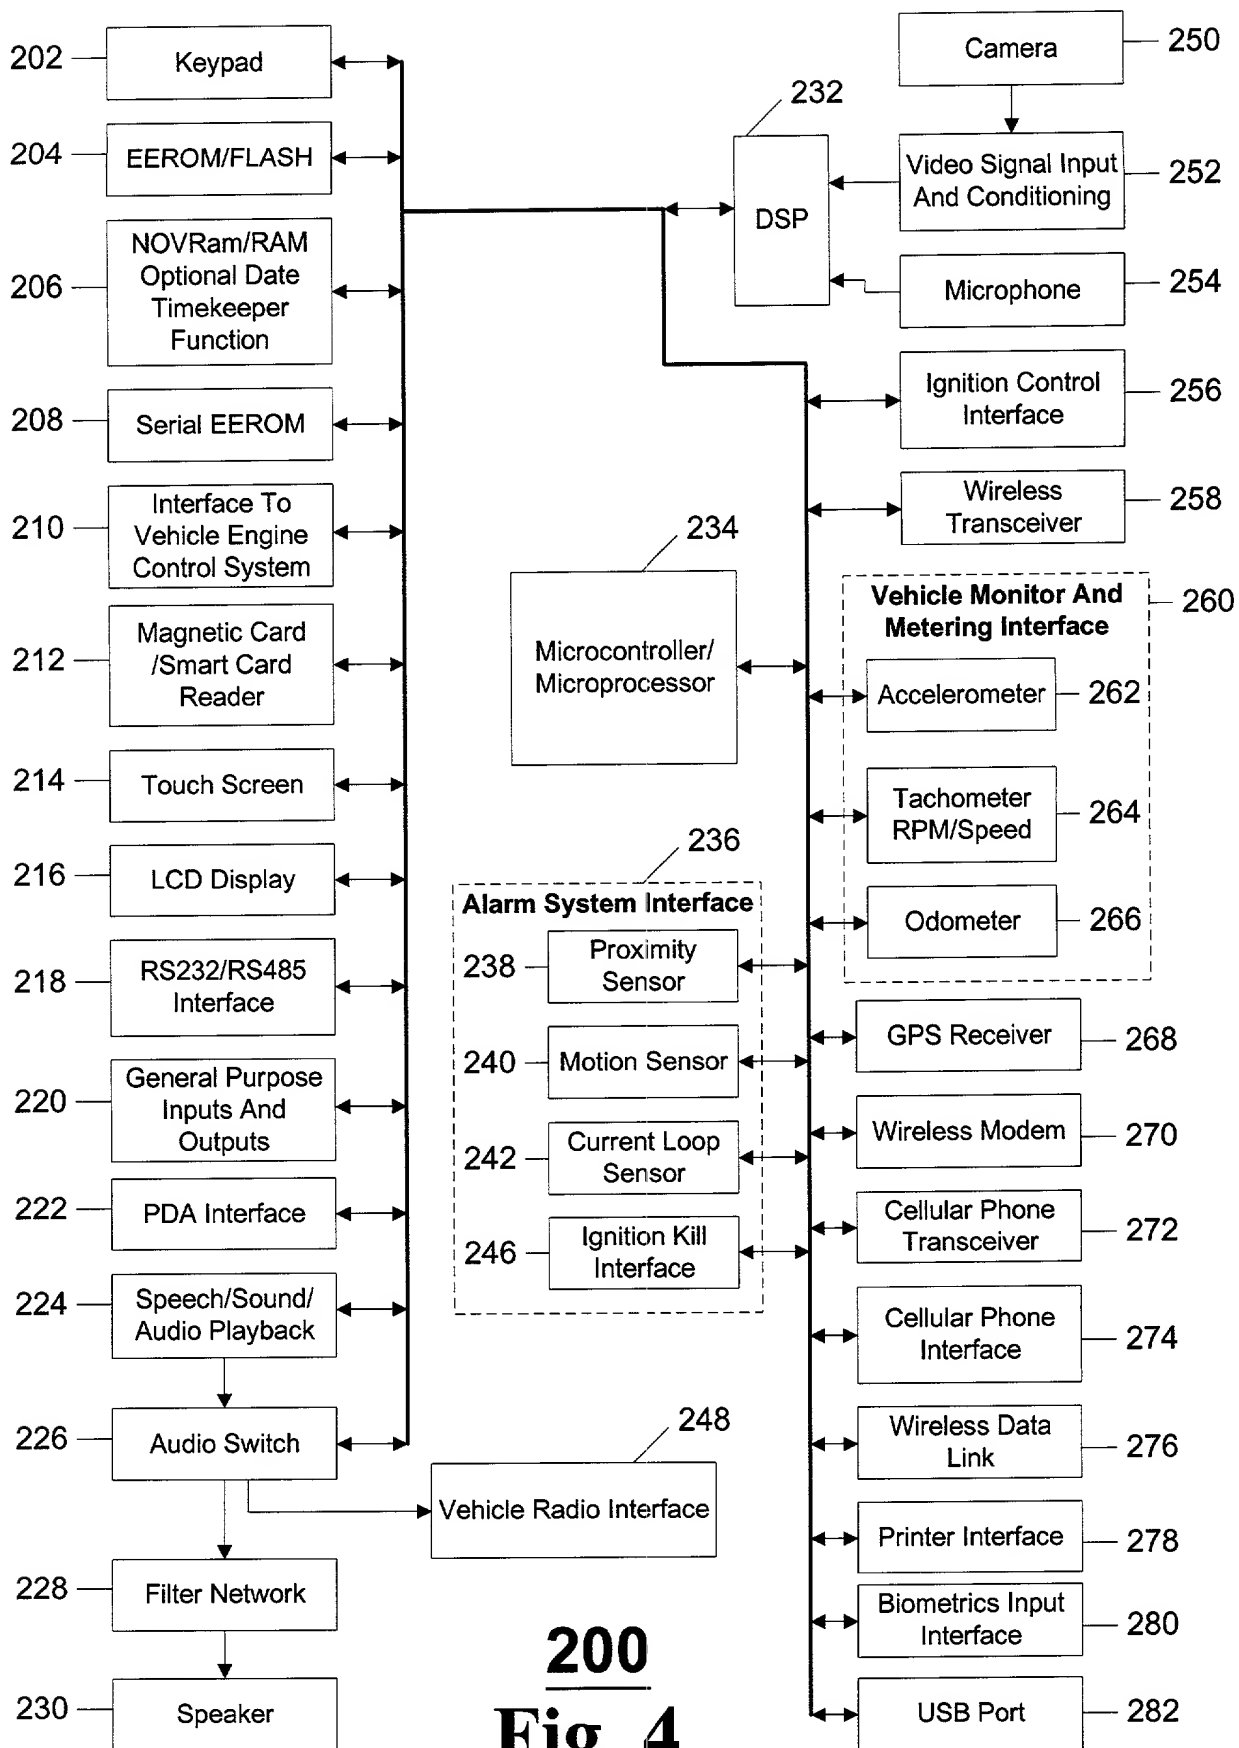 202
Keypad
204
EEROM/FLASH
206
NOVRam/RAM
Optional Date
Timekeeper
Function
208
Serial EEROM
210
Interface To
Vehicle Engine
Control System
212
Magnetic Card
/Smart Card
Reader
214
Touch Screen
216
LCD Display
218
RS232/RS485
Interface
220
General Purpose
Inputs And
Outputs
222
PDA Interface
224
Speech/Sound/
Audio Playback
226
Audio Switch
228
Filter Network
230
Speaker
232
DSP
234
Microcontroller/
Microprocessor
236
Alarm System Interface
238
Proximity
Sensor
240
Motion Sensor
242
Current Loop
Sensor
246
Ignition Kill
Interface
248
Vehicle Radio Interface
Camera
250
Video Signal Input
And Conditioning
252
Microphone
254
Ignition Control
Interface
256
Wireless
Transceiver
258
Vehicle Monitor And
Metering Interface
260
Accelerometer
262
Tachometer
RPM/Speed
264
Odometer
266
GPS Receiver
268
Wireless Modem
270
Cellular Phone
Transceiver
272
Cellular Phone
Interface
274
Wireless Data
Link
276
Printer Interface
278
Biometrics Input
Interface
280
USB Port
282
200
Fig. 4